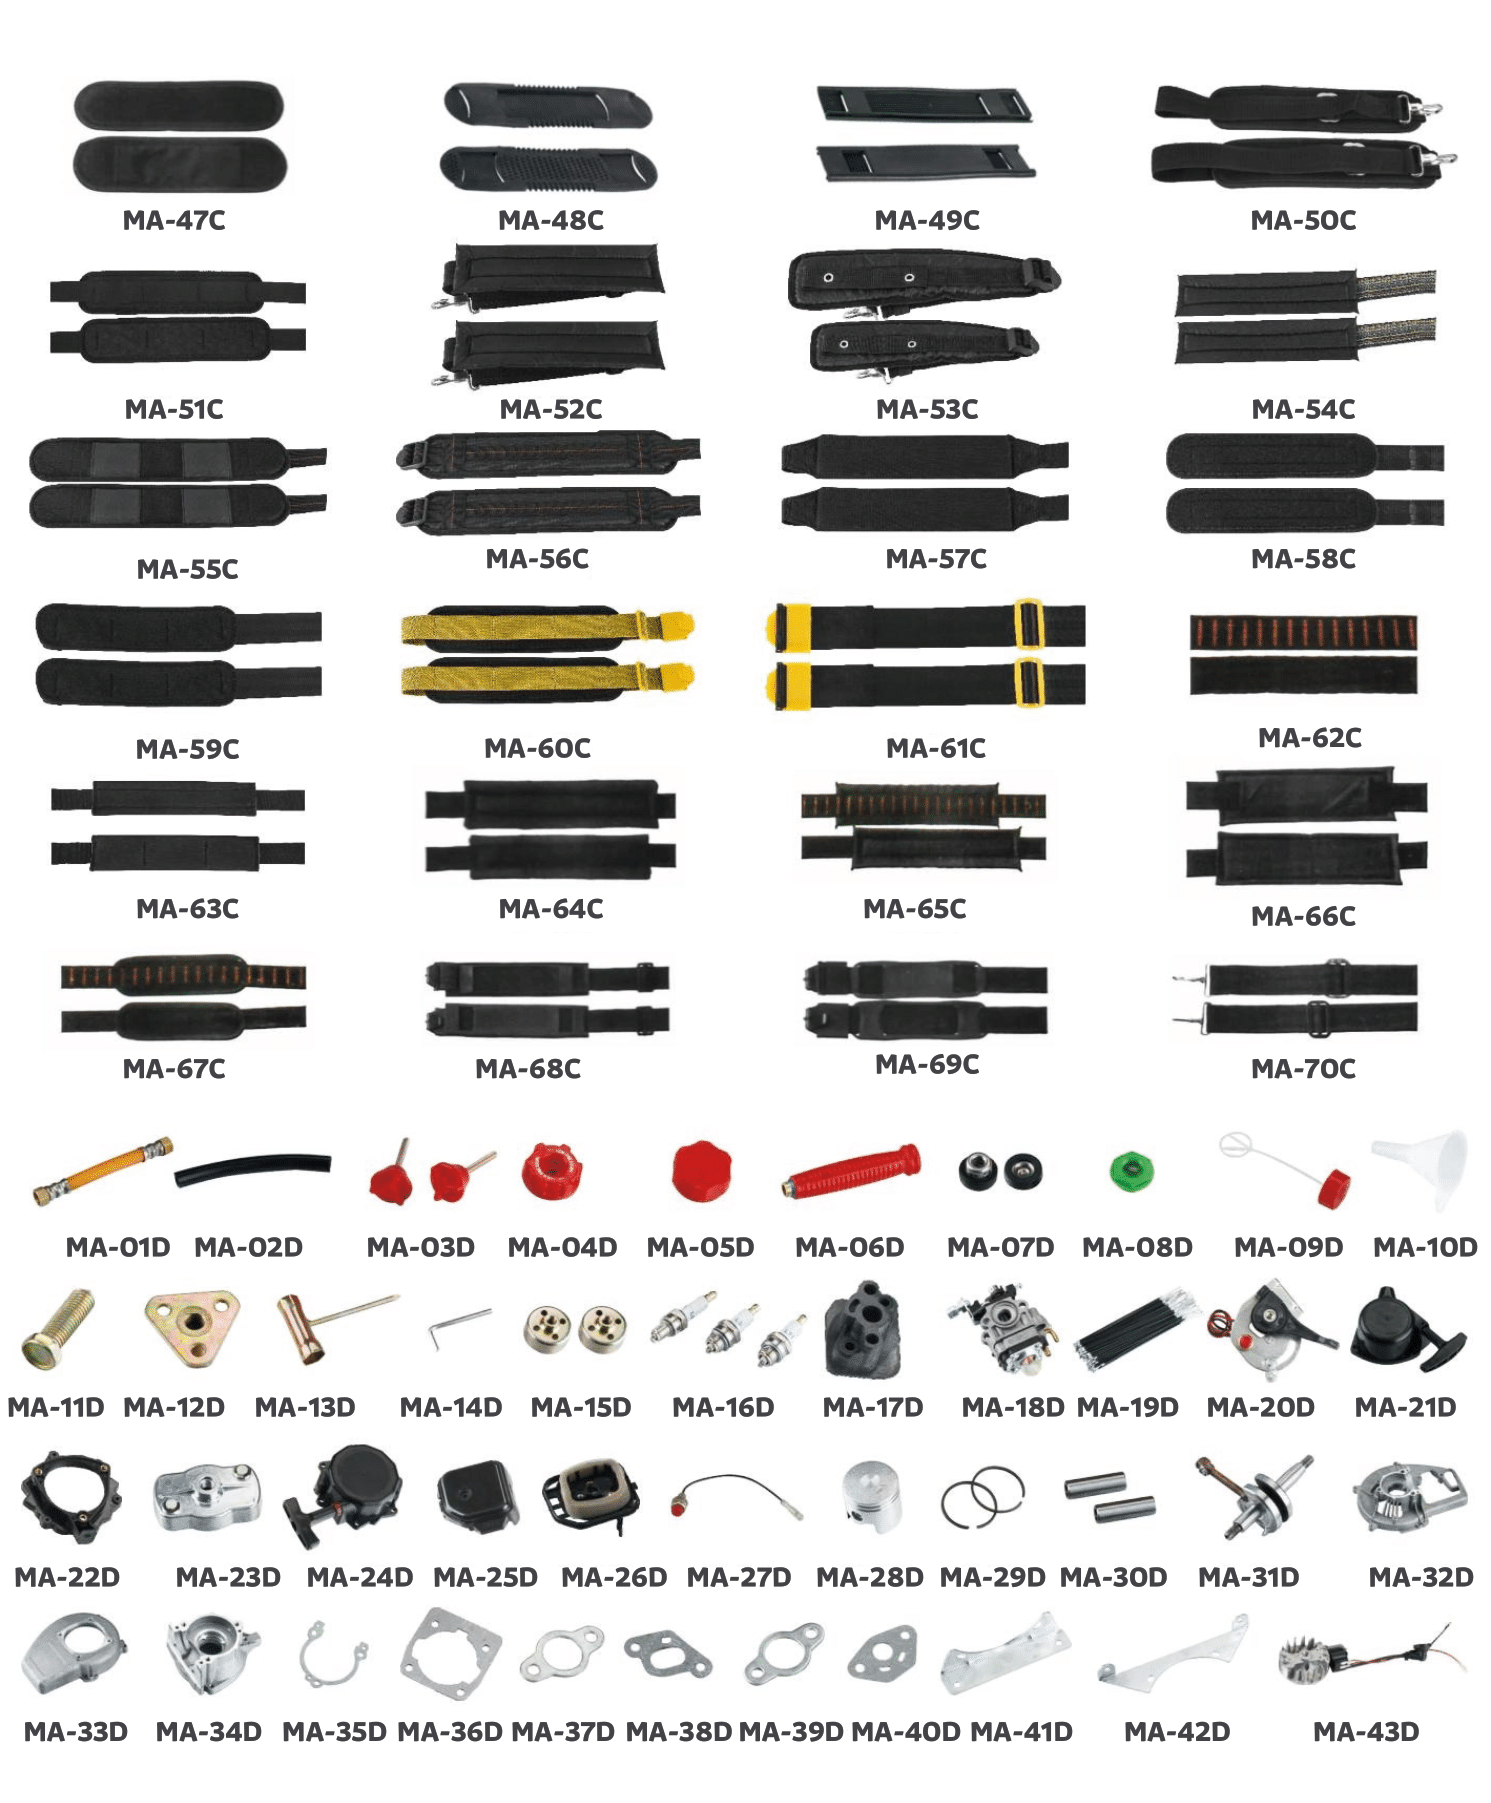 MA-47C MA-48C MA-49C MA-50C
MA-51C MA-52C MA-53C MA-54C
MA-55C MA-56C MA-57C MA-58C
MA-59C MA-60C MA-61C MA-62C
MA-63C MA-64C MA-65C MA-66C
MA-67C MA-68C MA-69C MA-70C
MA-01D MA-02D MA-03D MA-04D MA-05D MA-06D MA-07D MA-08D MA-09D MA-10D
MA-11D MA-12D MA-13D MA-14D MA-15D MA-16D MA-17D MA-18D MA-19D MA-20D MA-21D
MA-22D MA-23D MA-24D MA-25D MA-26D MA-27D MA-28D MA-29D MA-30D MA-31D MA-32D
MA-33D MA-34D MA-35D MA-36D MA-37D MA-38D MA-39D MA-40D MA-41D MA-42D MA-43D